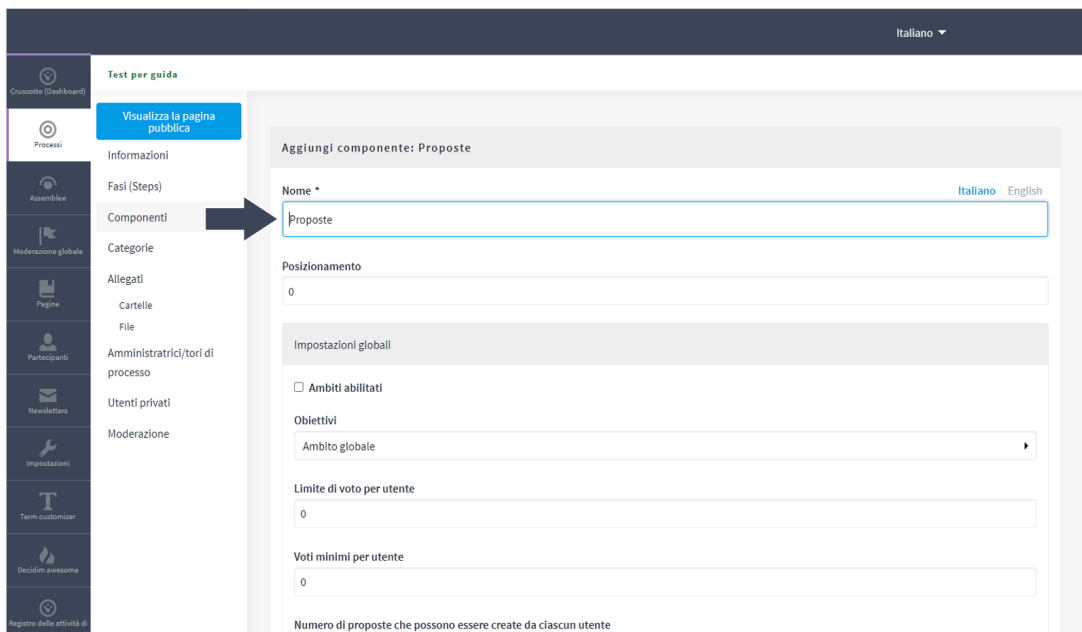 Italiano
Cruscotto (Dashboard)
Processi
Assemblee
Moderazione globale
Pagine
Partecipanti
Newsletters
Impostazioni
Term customizer
Decidim awesome
Registro delle attività di
Test per guida
Visualizza la pagina
pubblica
Informazioni
Fasi (Steps)
Componenti
Categorie
Allegati
Cartelle
File
Amministratrici/tori di
processo
Utenti privati
Moderazione
Aggiungi componente: Proposte
Nome *
Italiano English
Proposte
Posizionamento
0
Impostazioni globali
Ambiti abilitati
Obiettivi
Ambito globale
Limite di voto per utente
0
Voti minimi per utente
0
Numero di proposte che possono essere create da ciascun utente